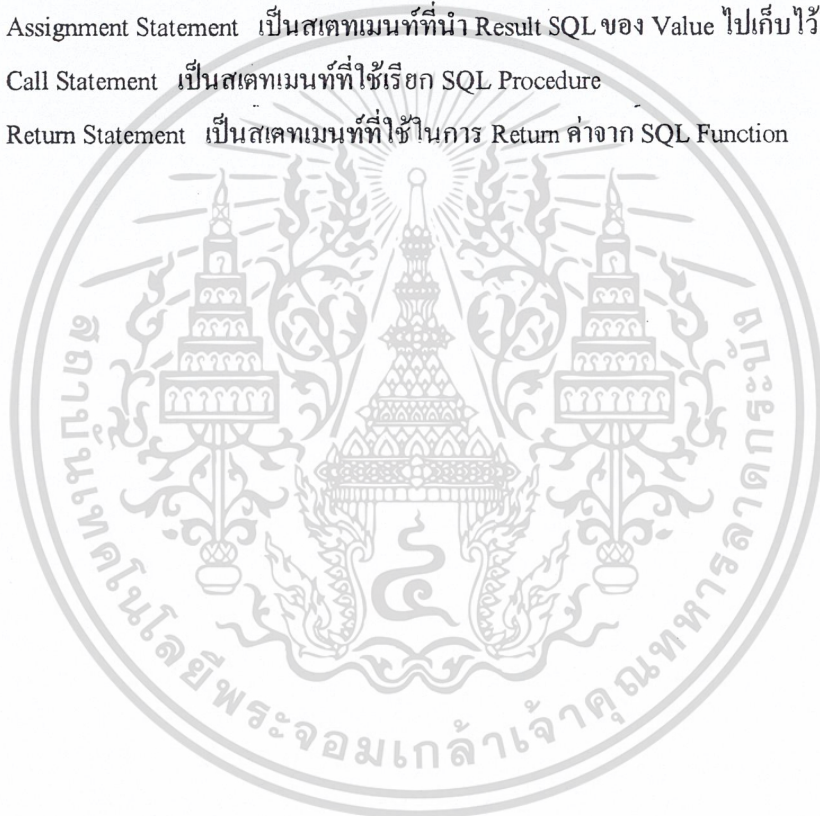 Assignment Statement เป็นสเตทเมนท์ที่นำ Result SQL ของ Value ไปเก็บไว้
Call Statement เป็นสเตทเมนท์ที่ใช้เรียก SQL Procedure
Return Statement เป็นสเตทเมนท์ที่ใช้ในการ Return ค่าจาก SQL Function
สถาบันเทคโนโลยีพระจอมเกล้าเจ้าคุณทหารลาดกระบัง